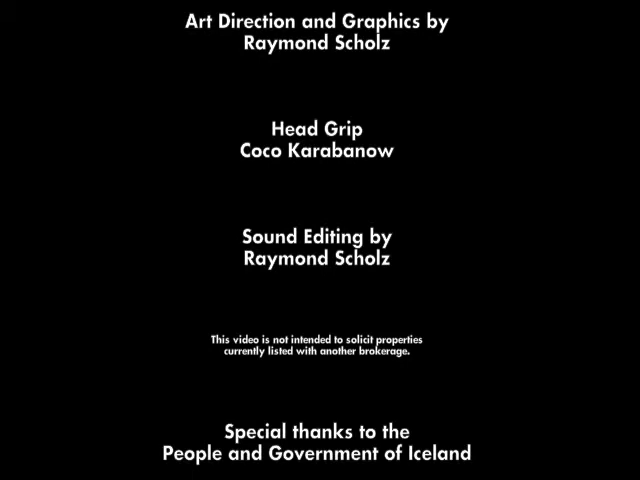 Art Direction and Graphics by
Raymond Scholz
Head Grip
Coco Karabanow
Sound Editing by
Raymond Scholz
This video is not intended to solicit properties
currently listed with another brokerage.
Special thanks to the
People and Government of Iceland